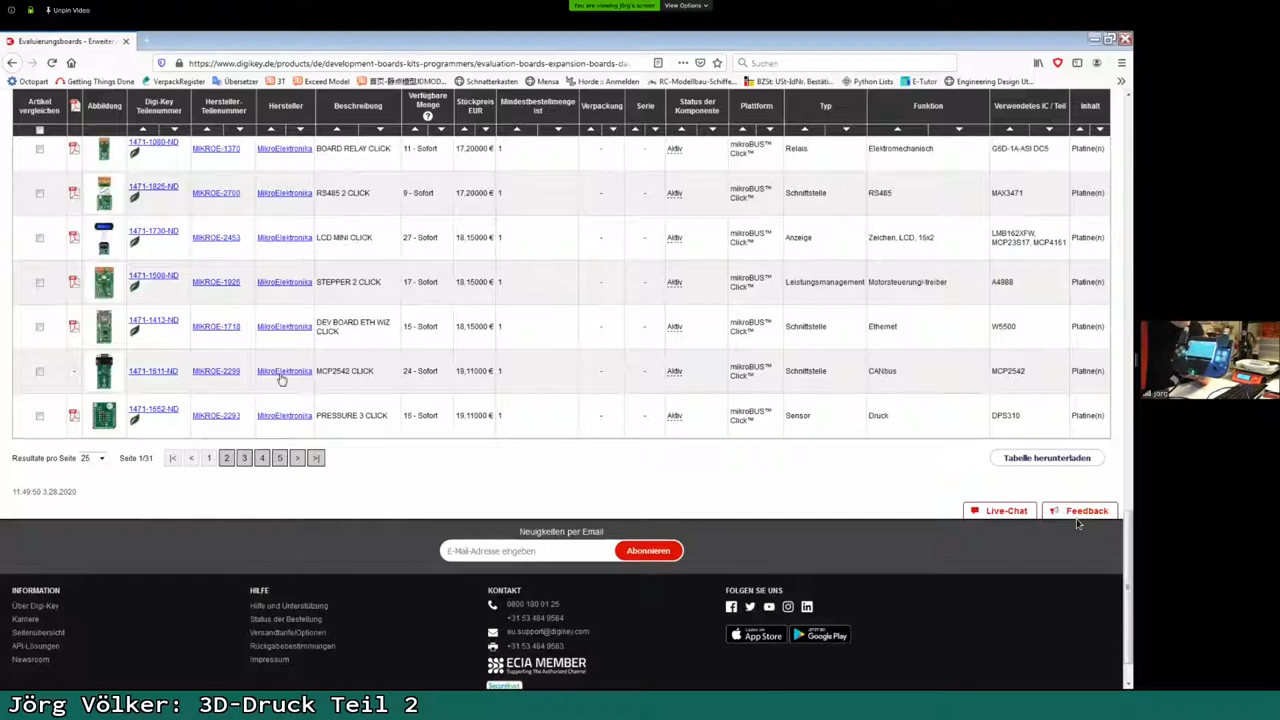 Unpin Video
You are viewing jörg's screen
View Options
Evaluierungsboards - Erweiter
https://www.digikey.de/products/de/development-boards-kits-programmers/evaluation-boards-expansion-boards-da
Suchen
Octopart Getting Things Done VerpackRegister Übersetzer 3T Exceed Model Schnatterkasten Mensa Horde :: Anmelden RC-Modellbau-Schiffe... BZSt: USt-IdNr. Bestäti... Python Lists E-Tutor Engineering Design Ut...
Artikel vergleichen Abbildung Digi-Key Teilenummer Hersteller-Teilenummer Hersteller Beschreibung Verfügbare Menge Stückpreis EUR Mindestbestellmenge ist Verpackung Serie Status der Komponente Plattform Typ Funktion Verwendetes IC / Teil Inhalt
1471-1080-ND MIKROE-1370 MikroElektronika BOARD RELAY CLICK 11 - Sofort 17,20000 € 1 - - Aktiv mikroBUS™ Click™ Relais Elektromechanisch G6D-1A-ASI DC5 Platine(n)
1471-1825-ND MIKROE-2700 MikroElektronika RS485 2 CLICK 9 - Sofort 17,20000 € 1 - - Aktiv mikroBUS™ Click™ Schnittstelle RS485 MAX3471 Platine(n)
1471-1730-ND MIKROE-2453 MikroElektronika LCD MINI CLICK 27 - Sofort 18,15000 € 1 - - Aktiv mikroBUS™ Click™ Anzeige Zeichen, LCD, 16x2 LMB162XFW, MCP23S17, MCP4161 Platine(n)
1471-1508-ND MIKROE-1926 MikroElektronika STEPPER 2 CLICK 17 - Sofort 18,15000 € 1 - - Aktiv mikroBUS™ Click™ Leistungsmanagement Motorsteuerung/-treiber A4988 Platine(n)
1471-1413-ND MIKROE-1718 MikroElektronika DEV BOARD ETH WIZ CLICK 15 - Sofort 18,15000 € 1 - - Aktiv mikroBUS™ Click™ Schnittstelle Ethernet W5500 Platine(n)
- 1471-1611-ND MIKROE-2299 MikroElektronika MCP2542 CLICK 24 - Sofort 19,11000 € 1 - - Aktiv mikroBUS™ Click™ Schnittstelle CANbus MCP2542 Platine(n)
1471-1652-ND MIKROE-2293 MikroElektronika PRESSURE 3 CLICK 16 - Sofort 19,11000 € 1 - - Aktiv mikroBUS™ Click™ Sensor Druck DPS310 Platine(n)
Resultate pro Seite 25 Seite 1/31 |< < 1 2 3 4 5 > >| Tabelle herunterladen
11:49:50 3.28.2020
Live-Chat Feedback
Neuigkeiten per Email
E-Mail-Adresse eingeben Abonnieren
INFORMATION HILFE KONTAKT FOLGEN SIE UNS
Über Digi-Key Hilfe und Unterstützung 0800 180 01 25
Karriere Status der Bestellung +31 53 484 9584
Seitenübersicht Versandtarife/Optionen eu.support@digikey.com Laden im App Store Google Play
API-Lösungen Rückgabebestimmungen +31 53 484 9583
Newsroom Impressum ECIA MEMBER
Supporting The Authorized Channel
jörg
Jörg Völker: 3D-Druck Teil 2